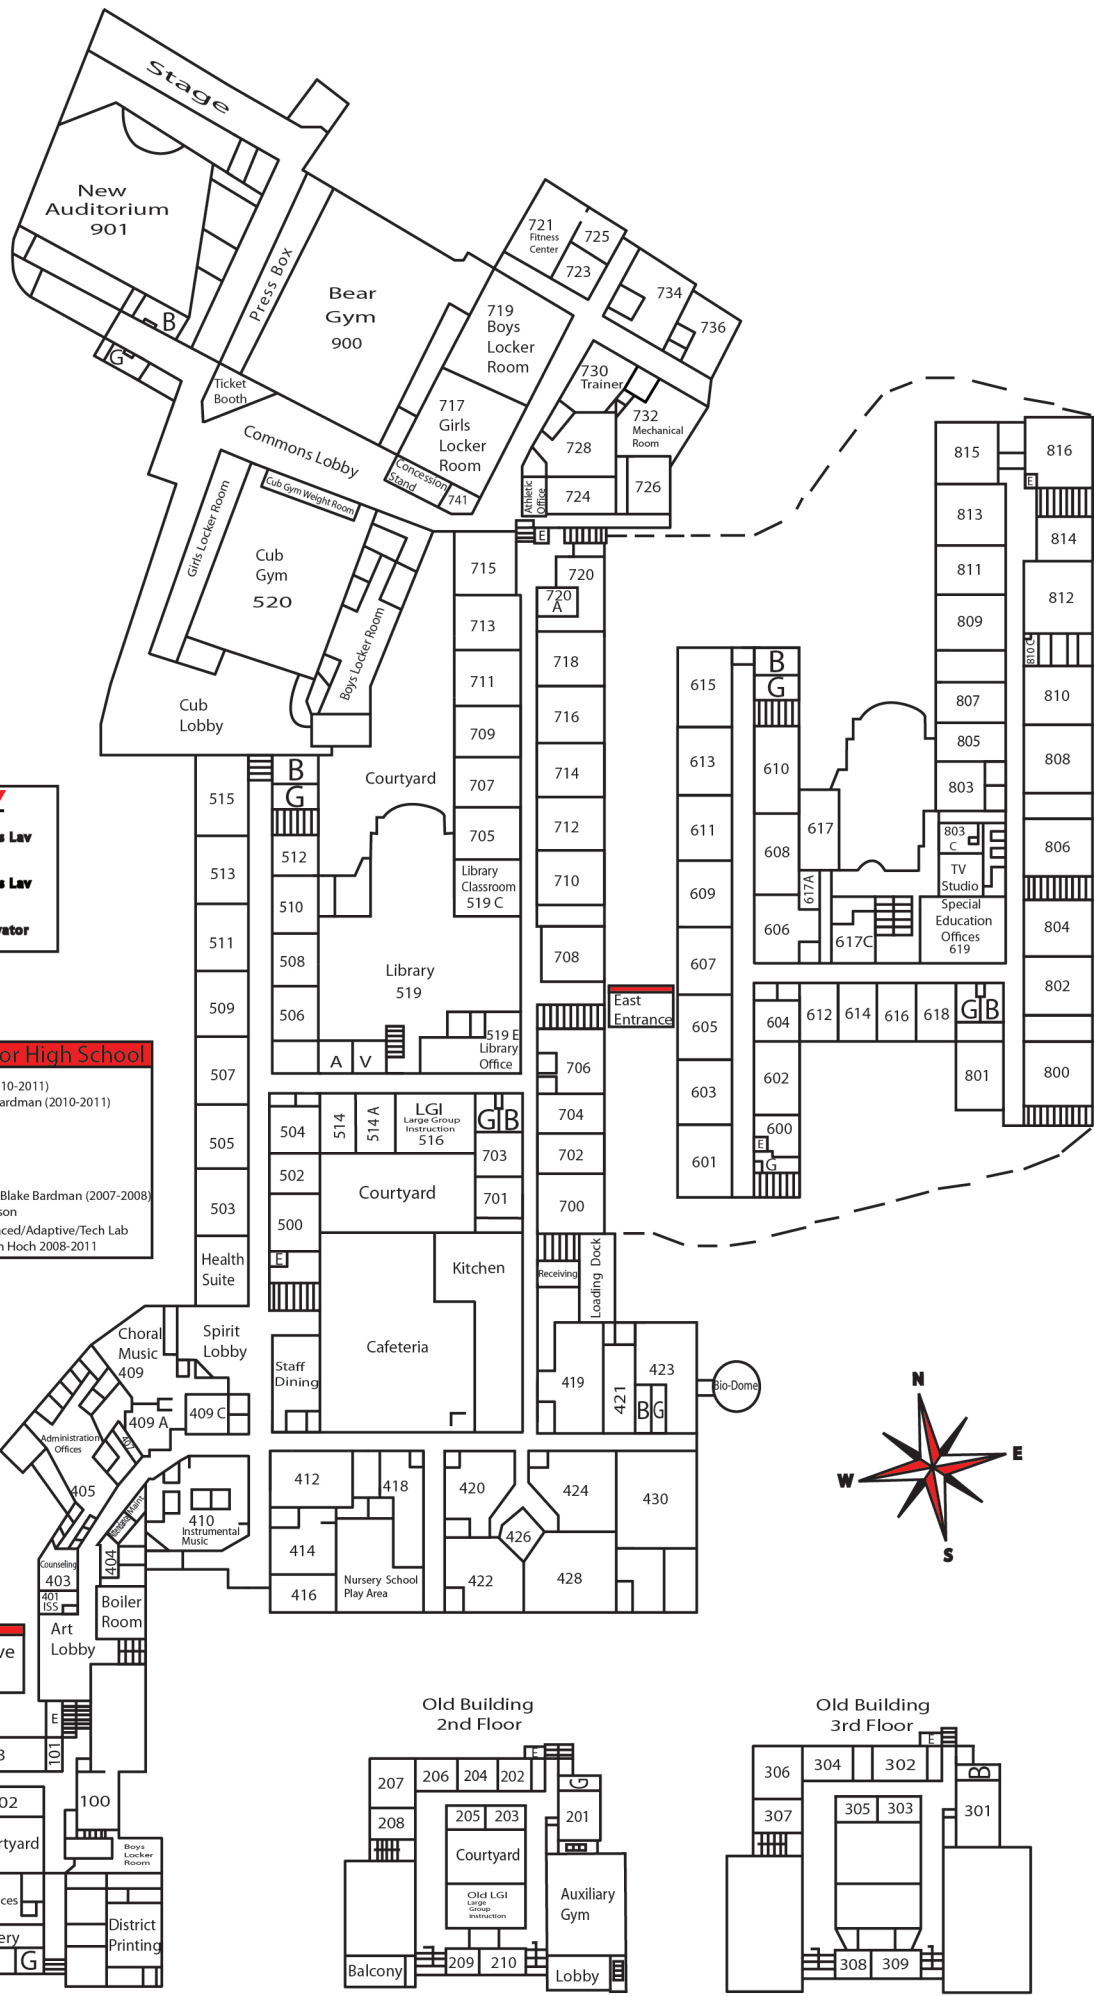 Stage
New
Auditorium
901
Press Box
Bear
Gym
900
B
G
Ticket
Booth
Commons Lobby
721
Fitness
Center
725
723
734
736
719
Boys
Locker
Room
717
Girls
Locker
Room
Concession
Stand
741
730
Trainer
732
Mechanical
Room
728
724
726
Athletic
Office
E
Girls Locker Room
Cub Gym Weight Room
Cub
Gym
520
Boys Locker Room
Cub
Lobby
715
713
711
709
707
705
Library
Classroom
519 C
720
720
A
718
716
714
712
710
708
706
704
702
700
East
Entrance
Courtyard
B
G
515
513
511
509
507
505
503
Health
Suite
512
510
508
506
Library
519
A
V
519 E
Library
Office
504
502
500
E
514
514 A
LGI
Large Group
Instruction
516
G
B
703
701
Courtyard
Kitchen
Cafeteria
Staff
Dining
Receiving
Loading Dock
419
421
423
B
G
Bio-Dome
815
813
811
809
807
805
803
803
C
TV
Studio
Special
Education
Offices
619
816
E
814
812
810 C
810
808
806
804
802
800
801
615
613
611
609
607
605
603
601
B
G
610
608
606
617
617A
617C
604
612
614
616
618
G
B
602
600
E
G
s Lav
s Lav
vator
or High School
10-2011)
ardman (2010-2011)
Blake Bardman (2007-2008)
son
ced/Adaptive/Tech Lab
n Hoch 2008-2011
Choral
Music
409
Spirit
Lobby
409 A
409 C
407
Administration
Offices
405
410
Instrumental
Music
Counseling
403
404
401
ISS
Boiler
Room
Art
Lobby
ve
E
101
3
02
100
rtyard
Boys
Locker
Room
ces
ery
G
District
Printing
412
418
414
416
Nursery School
Play Area
420
424
426
422
428
430
N
E
W
S
Old Building
2nd Floor
E
207
206
204
202
G
208
205
203
201
Courtyard
Old LGI
Large
Group
Instruction
Auxiliary
Gym
Balcony
209
210
Lobby
Old Building
3rd Floor
E
306
304
302
B
307
305
303
301
308
309